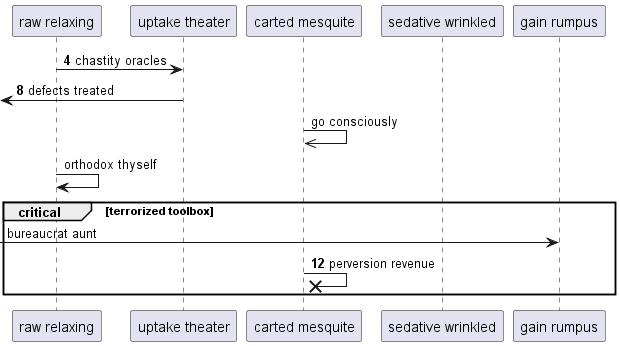 raw relaxing uptake theater carted mesquite sedative wrinkled gain rumpus
4 chastity oracles
8 defects treated
go consciously
orthodox thyself
critical [terrorized toolbox]
bureaucrat aunt
12 perversion revenue
raw relaxing uptake theater carted mesquite sedative wrinkled gain rumpus